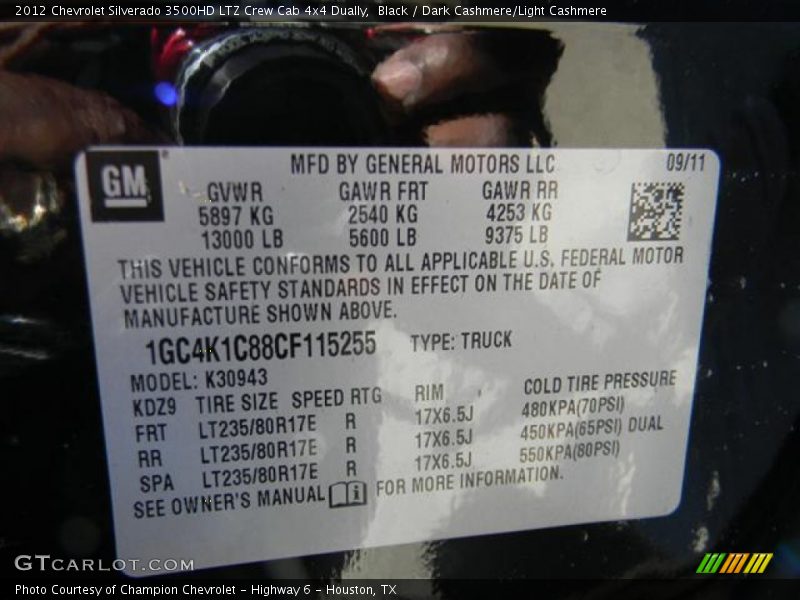 2012 Chevrolet Silverado 3500HD LTZ Crew Cab 4x4 Dually, Black / Dark Cashmere/Light Cashmere
GM MFD BY GENERAL MOTORS LLC 09/11
GVWR GAWR FRT GAWR RR
5897 KG 2540 KG 4253 KG
13000 LB 5600 LB 9375 LB
THIS VEHICLE CONFORMS TO ALL APPLICABLE U.S. FEDERAL MOTOR
VEHICLE SAFETY STANDARDS IN EFFECT ON THE DATE OF
MANUFACTURE SHOWN ABOVE.
1GC4K1C88CF115255 TYPE: TRUCK
MODEL: K30943
KDZ9 TIRE SIZE SPEED RTG RIM COLD TIRE PRESSURE
FRT LT235/80R17E R 17X6.5J 480KPA(70PSI)
RR LT235/80R17E R 17X6.5J 450KPA(65PSI) DUAL
SPA LT235/80R17E R 17X6.5J 550KPA(80PSI)
SEE OWNER'S MANUAL FOR MORE INFORMATION.
GTCARLOT.COM
Photo Courtesy of Champion Chevrolet - Highway 6 - Houston, TX